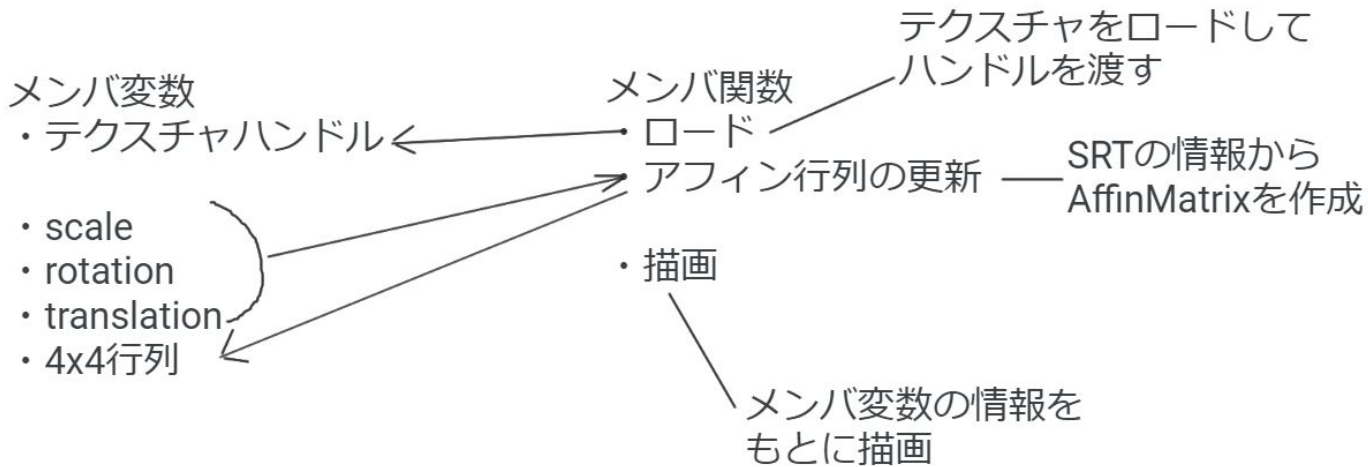 メンバ変数
・テクスチャハンドル
・scale
・rotation
・translation
・4x4行列
メンバ関数
・ロード
・アフィン行列の更新
・描画
テクスチャをロードして
ハンドルを渡す
SRTの情報から
AffinMatrixを作成
メンバ変数の情報を
もとに描画